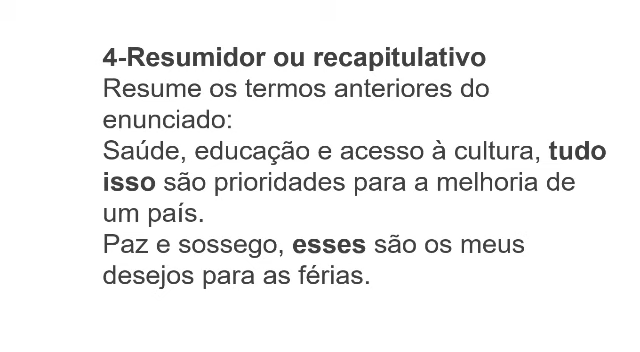 4-Resumidor ou recapitulativo
Resume os termos anteriores do
enunciado:
Saúde, educação e acesso à cultura, tudo
isso são prioridades para a melhoria de
um país.
Paz e sossego, esses são os meus
desejos para as férias.